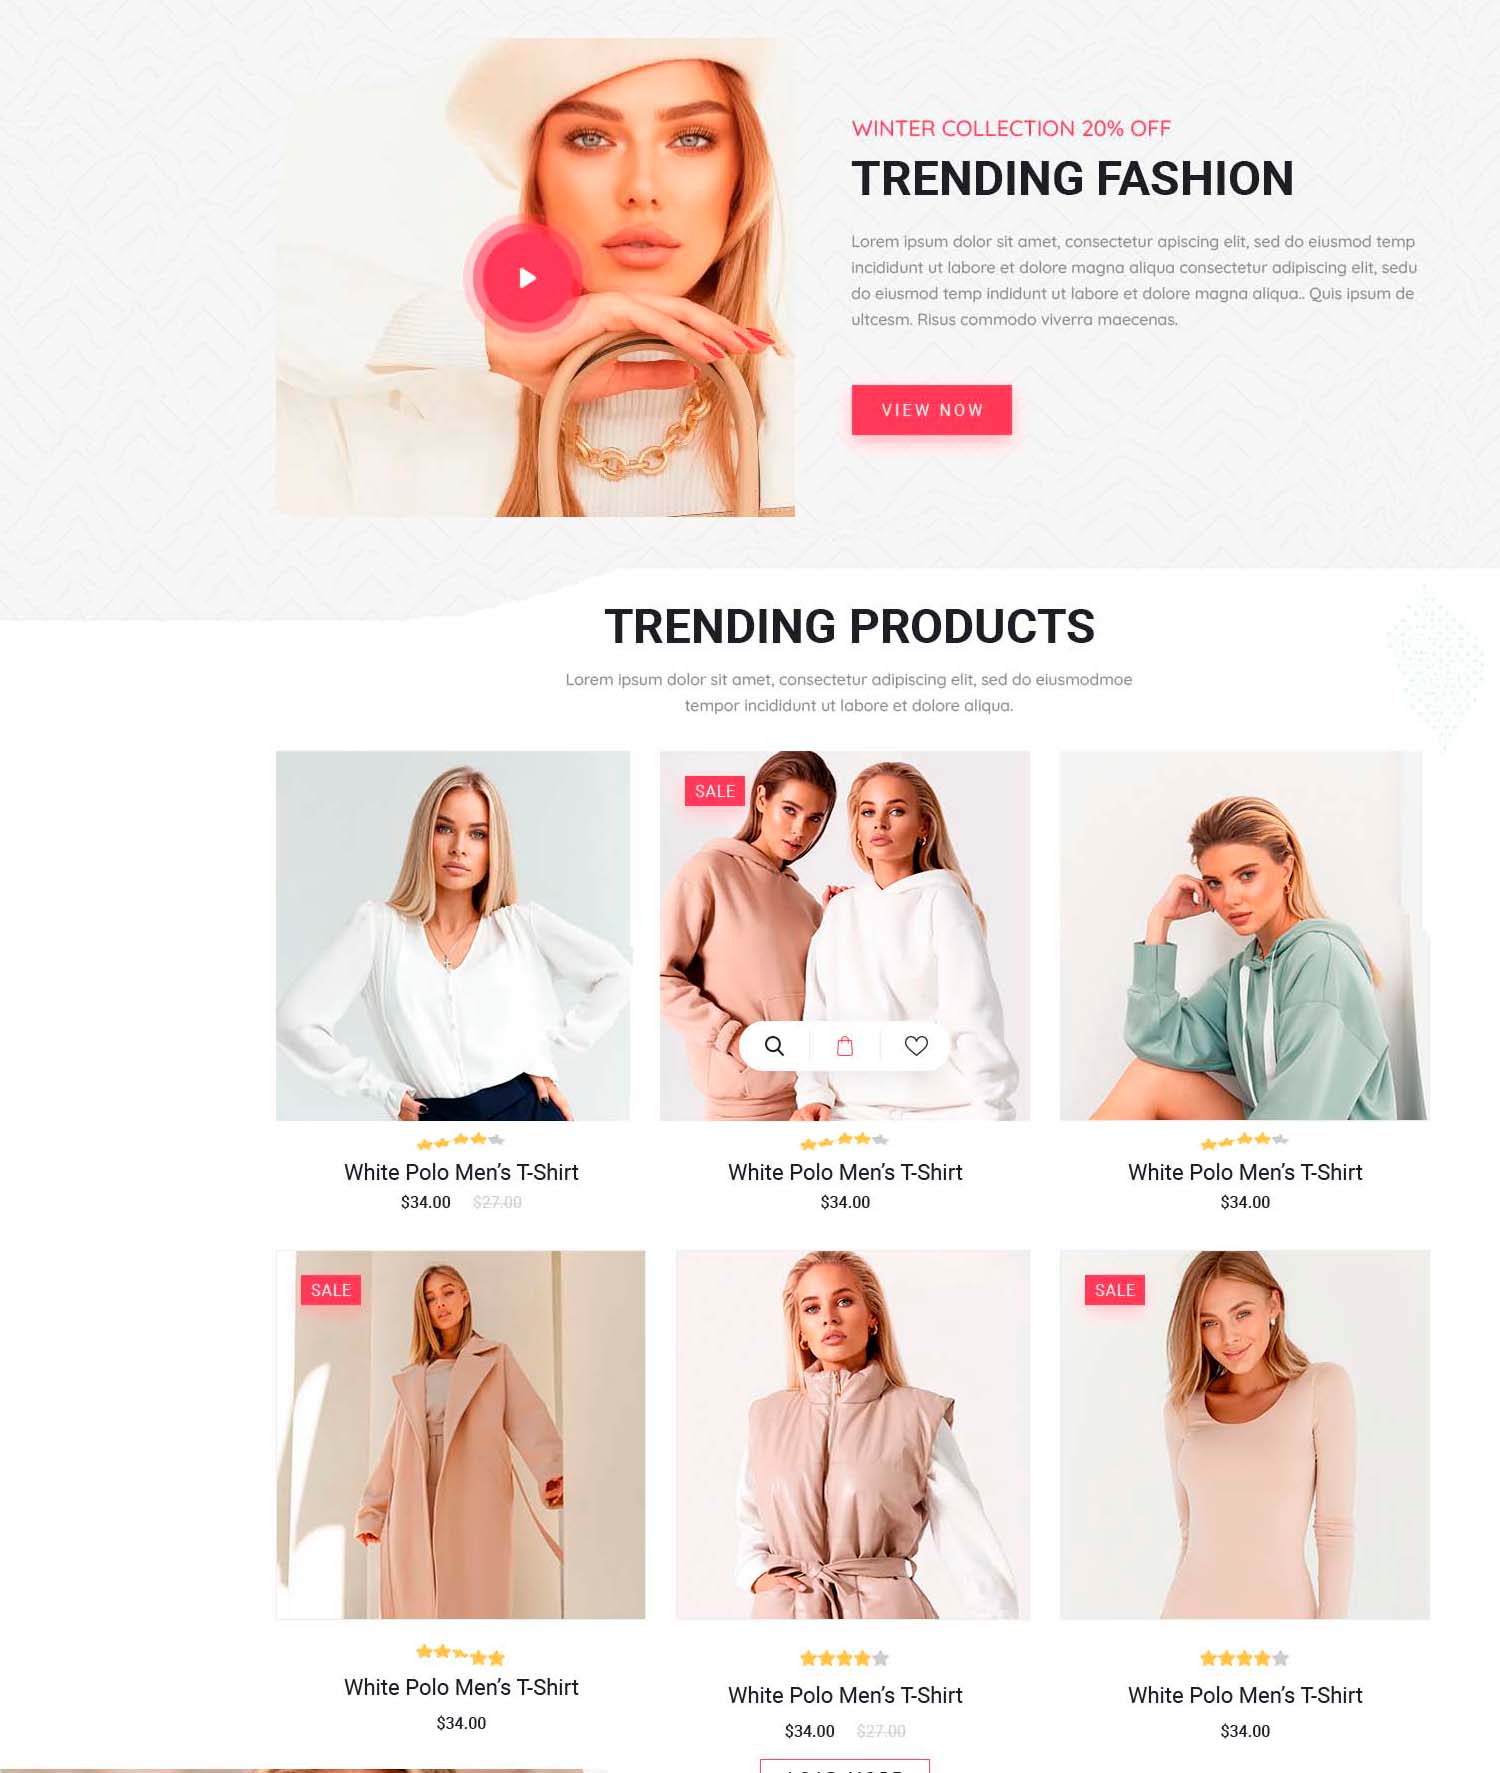 WINTER COLLECTION 20% OFF
TRENDING FASHION
Lorem ipsum dolor sit amet, consectetur apiscing elit, sed do eiusmod temp
incididunt ut labore et dolore magna aliqua consectetur adipiscing elit, sedu
do eiusmod temp indidunt ut labore et dolore magna aliqua.. Quis ipsum de
ultcesm. Risus commodo viverra maecenas.
VIEW NOW
TRENDING PRODUCTS
Lorem ipsum dolor sit amet, consectetur adipiscing elit, sed do eiusmodmoe
tempor incididunt ut labore et dolore aliqua.
SALE
White Polo Men’s T-Shirt
$34.00 $27.00
White Polo Men’s T-Shirt
$34.00
White Polo Men’s T-Shirt
$34.00
SALE
SALE
White Polo Men’s T-Shirt
$34.00
White Polo Men’s T-Shirt
$34.00 $27.00
White Polo Men’s T-Shirt
$34.00